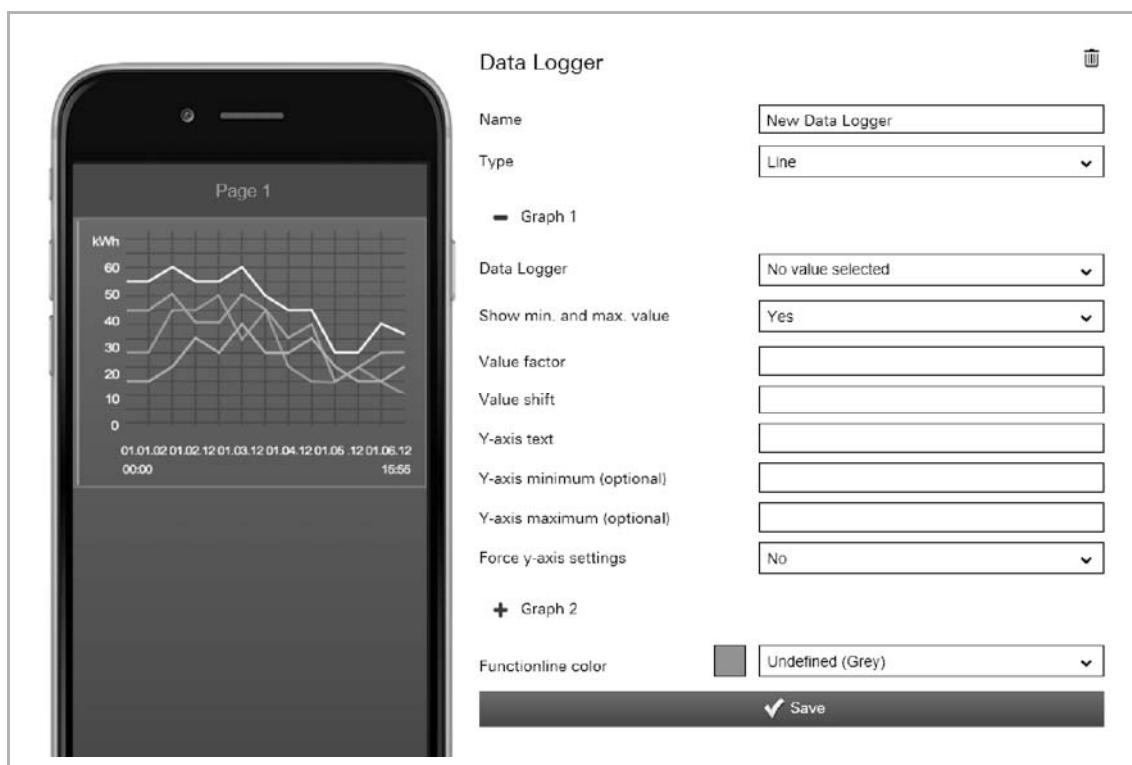 Page 1
kWh
60
50
40
30
20
10
0
01.01.02 01.02.12 01.03.12 01.04.12 01.05 .12 01.06.12
00:00 15:55
Data Logger
Name New Data Logger
Type Line
Graph 1
Data Logger No value selected
Show min. and max. value Yes
Value factor
Value shift
Y-axis text
Y-axis minimum (optional)
Y-axis maximum (optional)
Force y-axis settings No
Graph 2
Functionline color Undefined (Grey)
Save